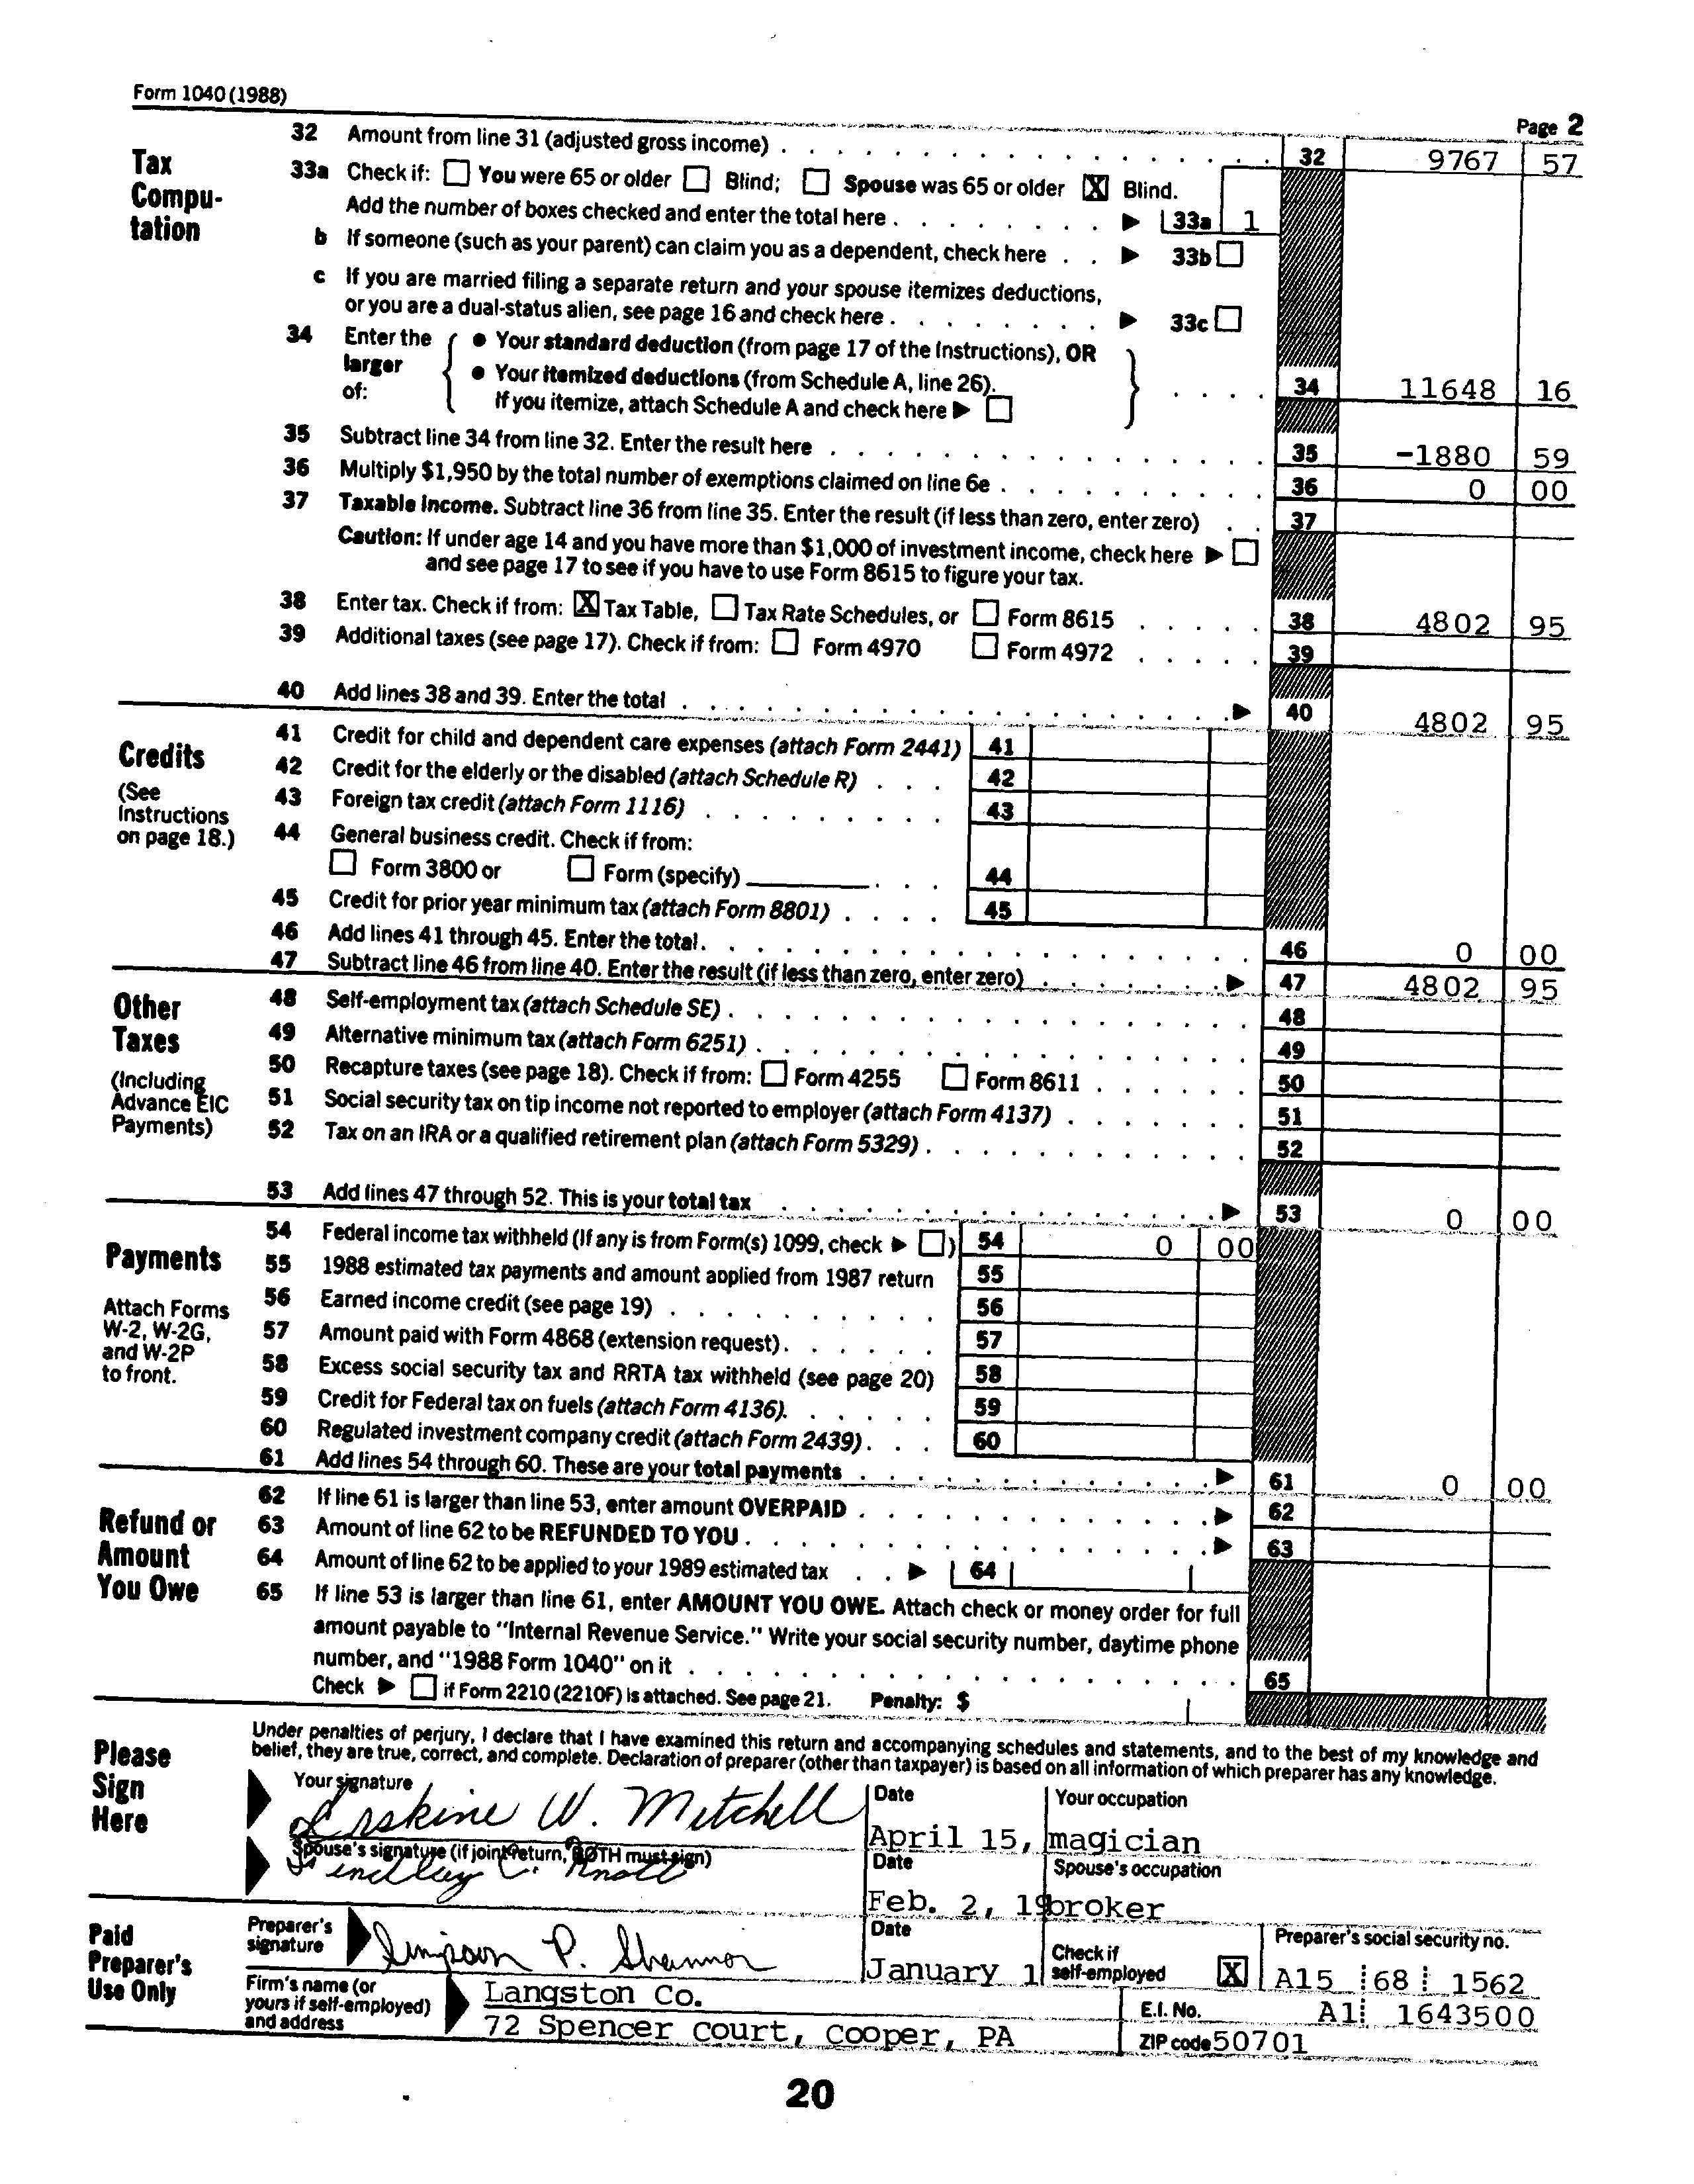 Form 1040 (1988)
Page 2
Tax Compu-tation
32 Amount from line 31 (adjusted gross income) . . . 32 9767 57
33a Check if: ☐ You were 65 or older ☐ Blind; ☐ Spouse was 65 or older ☒ Blind.
Add the number of boxes checked and enter the total here . . . ▶ 33a 1
b If someone (such as your parent) can claim you as a dependent, check here . . ▶ 33b ☐
c If you are married filing a separate return and your spouse itemizes deductions,
or you are a dual-status alien, see page 16 and check here . . . ▶ 33c ☐
34 Enter the larger of: { ● Your standard deduction (from page 17 of the Instructions), OR
● Your itemized deductions (from Schedule A, line 26).
If you itemize, attach Schedule A and check here ▶ ☐ } . . . . 34 11648 16
35 Subtract line 34 from line 32. Enter the result here . . . 35 -1880 59
36 Multiply $1,950 by the total number of exemptions claimed on line 6e . . . 36 0 00
37 Taxable income. Subtract line 36 from line 35. Enter the result (if less than zero, enter zero) . . 37
Caution: If under age 14 and you have more than $1,000 of investment income, check here ▶ ☐
and see page 17 to see if you have to use Form 8615 to figure your tax.
38 Enter tax. Check if from: ☒ Tax Table, ☐ Tax Rate Schedules, or ☐ Form 8615 . . . 38 4802 95
39 Additional taxes (see page 17). Check if from: ☐ Form 4970 ☐ Form 4972 . . . 39
40 Add lines 38 and 39. Enter the total . . . ▶ 40 4802 95
Credits
(See Instructions on page 18.)
41 Credit for child and dependent care expenses (attach Form 2441) 41
42 Credit for the elderly or the disabled (attach Schedule R) . . . 42
43 Foreign tax credit (attach Form 1116) . . . 43
44 General business credit. Check if from:
☐ Form 3800 or ☐ Form (specify) ______ . . . 44
45 Credit for prior year minimum tax (attach Form 8801) . . . . 45
46 Add lines 41 through 45. Enter the total. . . . 46 0 00
47 Subtract line 46 from line 40. Enter the result (if less than zero, enter zero) . . . ▶ 47 4802 95
Other Taxes
(Including Advance EIC Payments)
48 Self-employment tax (attach Schedule SE) . . . 48
49 Alternative minimum tax (attach Form 6251) . . . 49
50 Recapture taxes (see page 18). Check if from: ☐ Form 4255 ☐ Form 8611 . . . 50
51 Social security tax on tip income not reported to employer (attach Form 4137) . . . 51
52 Tax on an IRA or a qualified retirement plan (attach Form 5329) . . . 52
53 Add lines 47 through 52. This is your total tax . . . ▶ 53 0 00
Payments
Attach Forms W-2, W-2G, and W-2P to front.
54 Federal income tax withheld (If any is from Form(s) 1099, check ▶ ☐) 54 0 00
55 1988 estimated tax payments and amount applied from 1987 return 55
56 Earned income credit (see page 19) . . . 56
57 Amount paid with Form 4868 (extension request) . . . 57
58 Excess social security tax and RRTA tax withheld (see page 20) 58
59 Credit for Federal tax on fuels (attach Form 4136). . . . 59
60 Regulated investment company credit (attach Form 2439) . . . 60
61 Add lines 54 through 60. These are your total payments . . . ▶ 61 0 00
Refund or Amount You Owe
62 If line 61 is larger than line 53, enter amount OVERPAID . . . ▶ 62
63 Amount of line 62 to be REFUNDED TO YOU . . . ▶ 63
64 Amount of line 62 to be applied to your 1989 estimated tax . . ▶ 64
65 If line 53 is larger than line 61, enter AMOUNT YOU OWE. Attach check or money order for full
amount payable to "Internal Revenue Service." Write your social security number, daytime phone
number, and "1988 Form 1040" on it . . . 65
Check ▶ ☐ if Form 2210 (2210F) is attached. See page 21. Penalty: $
Please Sign Here
Under penalties of perjury, I declare that I have examined this return and accompanying schedules and statements, and to the best of my knowledge and
belief, they are true, correct, and complete. Declaration of preparer (other than taxpayer) is based on all information of which preparer has any knowledge.
Your signature Date Your occupation
Erskine W. Mitchell April 15, magician
Spouse's signature (if joint return, BOTH must sign) Date Spouse's occupation
C. Knott Feb. 2, 19 broker
Paid Preparer's Use Only
Preparer's signature Simpson P. Shannon Date January 1 Check if self-employed ☒ Preparer's social security no. A15 68 1562
Firm's name (or yours if self-employed) and address
Langston Co. E.I. No. A1 1643500
72 Spencer court, cooper, PA ZIP code 50701
20